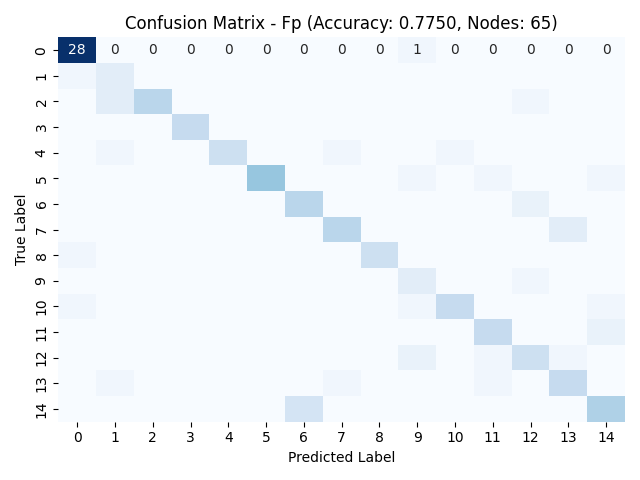 Confusion Matrix - Fp (Accuracy: 0.7750, Nodes: 65)
True Label
0 28 0 0 0 0 0 0 0 0 1 0 0 0 0 0
1
2
3
4
5
6
7
8
9
10
11
12
13
14
0 1 2 3 4 5 6 7 8 9 10 11 12 13 14
Predicted Label